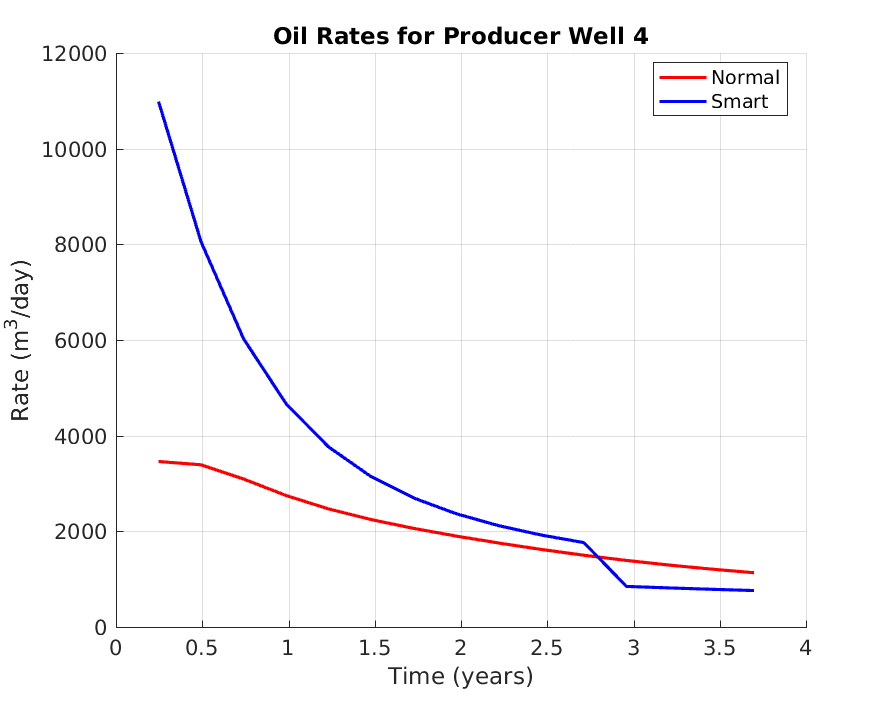 Oil Rates for Producer Well 4
Normal
Smart
12000
10000
8000
6000
4000
2000
0
Rate (m³/day)
0 0.5 1 1.5 2 2.5 3 3.5 4
Time (years)